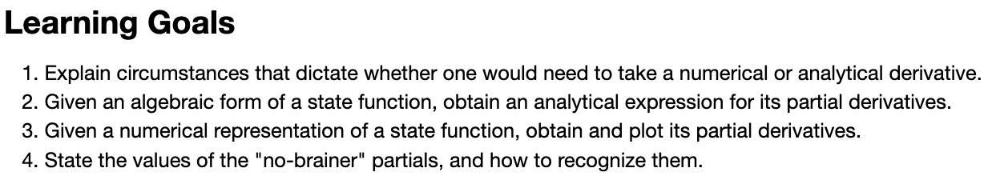 Learning Goals
1. Explain circumstances that dictate whether one would need to take a numerical or analytical derivative.
2. Given an algebraic form of a state function, obtain an analytical expression for its partial derivatives.
3. Given a numerical representation of a state function, obtain and plot its partial derivatives.
4. State the values of the "no-brainer" partials, and how to recognize them.